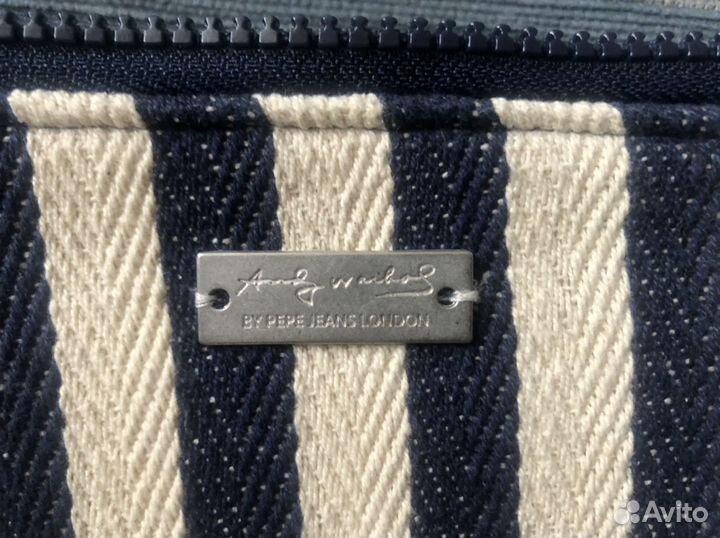 Andy Warhol
BY PEPE JEANS LONDON
Avito